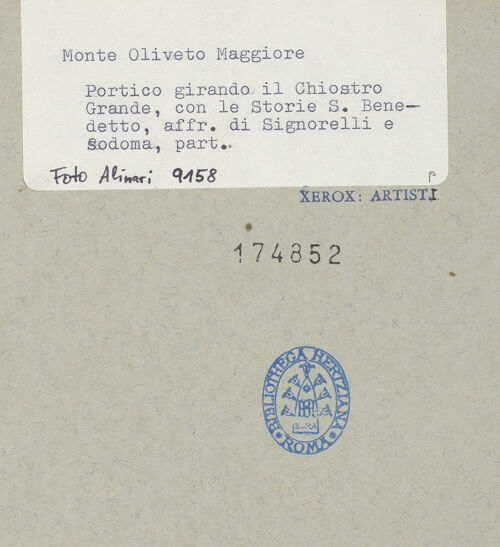 Monte Oliveto Maggiore
Portico girando il Chiostro
Grande, con le Storie S. Bene-
detto, affr. di Signorelli e
Sodoma, part.
Foto Alinari 9158
P
XEROX: ARTISTI
174852
BIBLIOTHECA HERTZIANA
ROMA